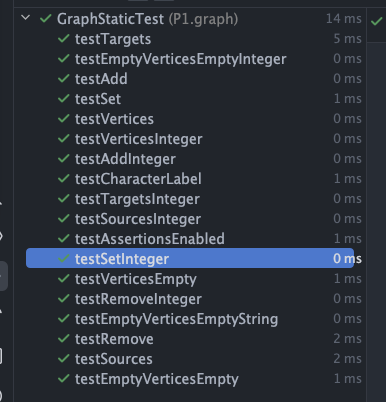 GraphStaticTest (P1.graph) 14 ms
testTargets 5 ms
testEmptyVerticesEmptyInteger 0 ms
testAdd 0 ms
testSet 1 ms
testVertices 0 ms
testVerticesInteger 0 ms
testAddInteger 0 ms
testCharacterLabel 1 ms
testTargetsInteger 0 ms
testSourcesInteger 0 ms
testAssertionsEnabled 1 ms
testSetInteger 0 ms
testVerticesEmpty 1 ms
testRemoveInteger 0 ms
testEmptyVerticesEmptyString 0 ms
testRemove 2 ms
testSources 2 ms
testEmptyVerticesEmpty 1 ms